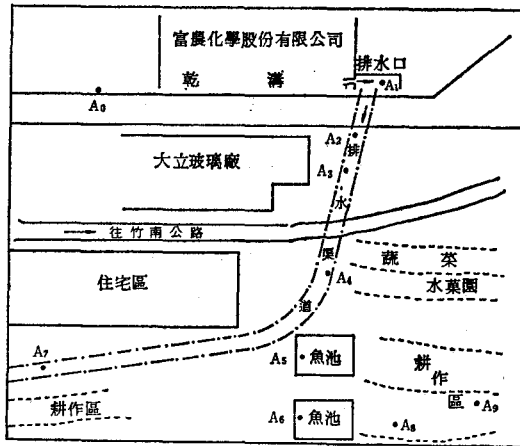 富農化學股份有限公司
排水口
乾溝
A1
A0
A2
排
大立玻璃廠
A3
水
往竹南公路
渠
蔬菜
A4
住宅區
水菓園
道
A7
A5
魚池
耕作區
耕作區
A9
A6
魚池
A8